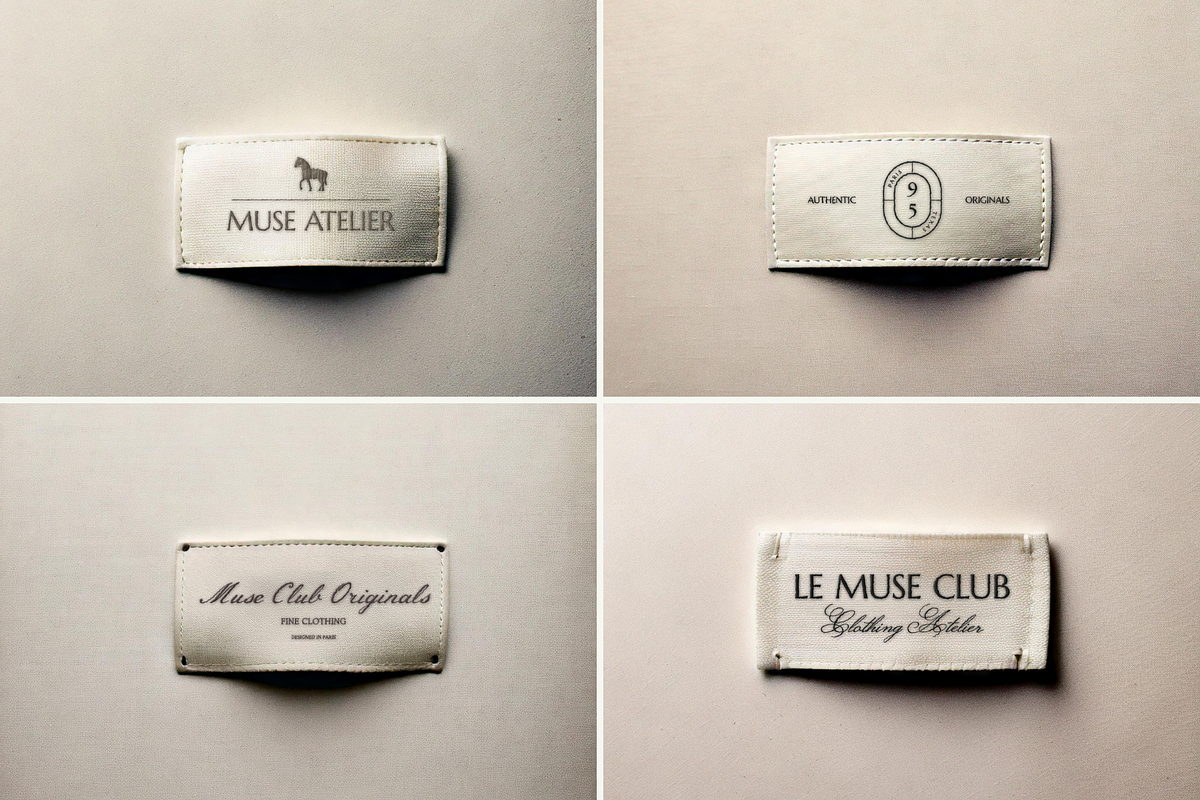 MUSE ATELIER
AUTHENTIC
PARIS
9
5
TEXAS
ORIGINALS
Muse Club Originals
FINE CLOTHING
DESIGNED IN PARIS
LE MUSE CLUB
Clothing Atelier